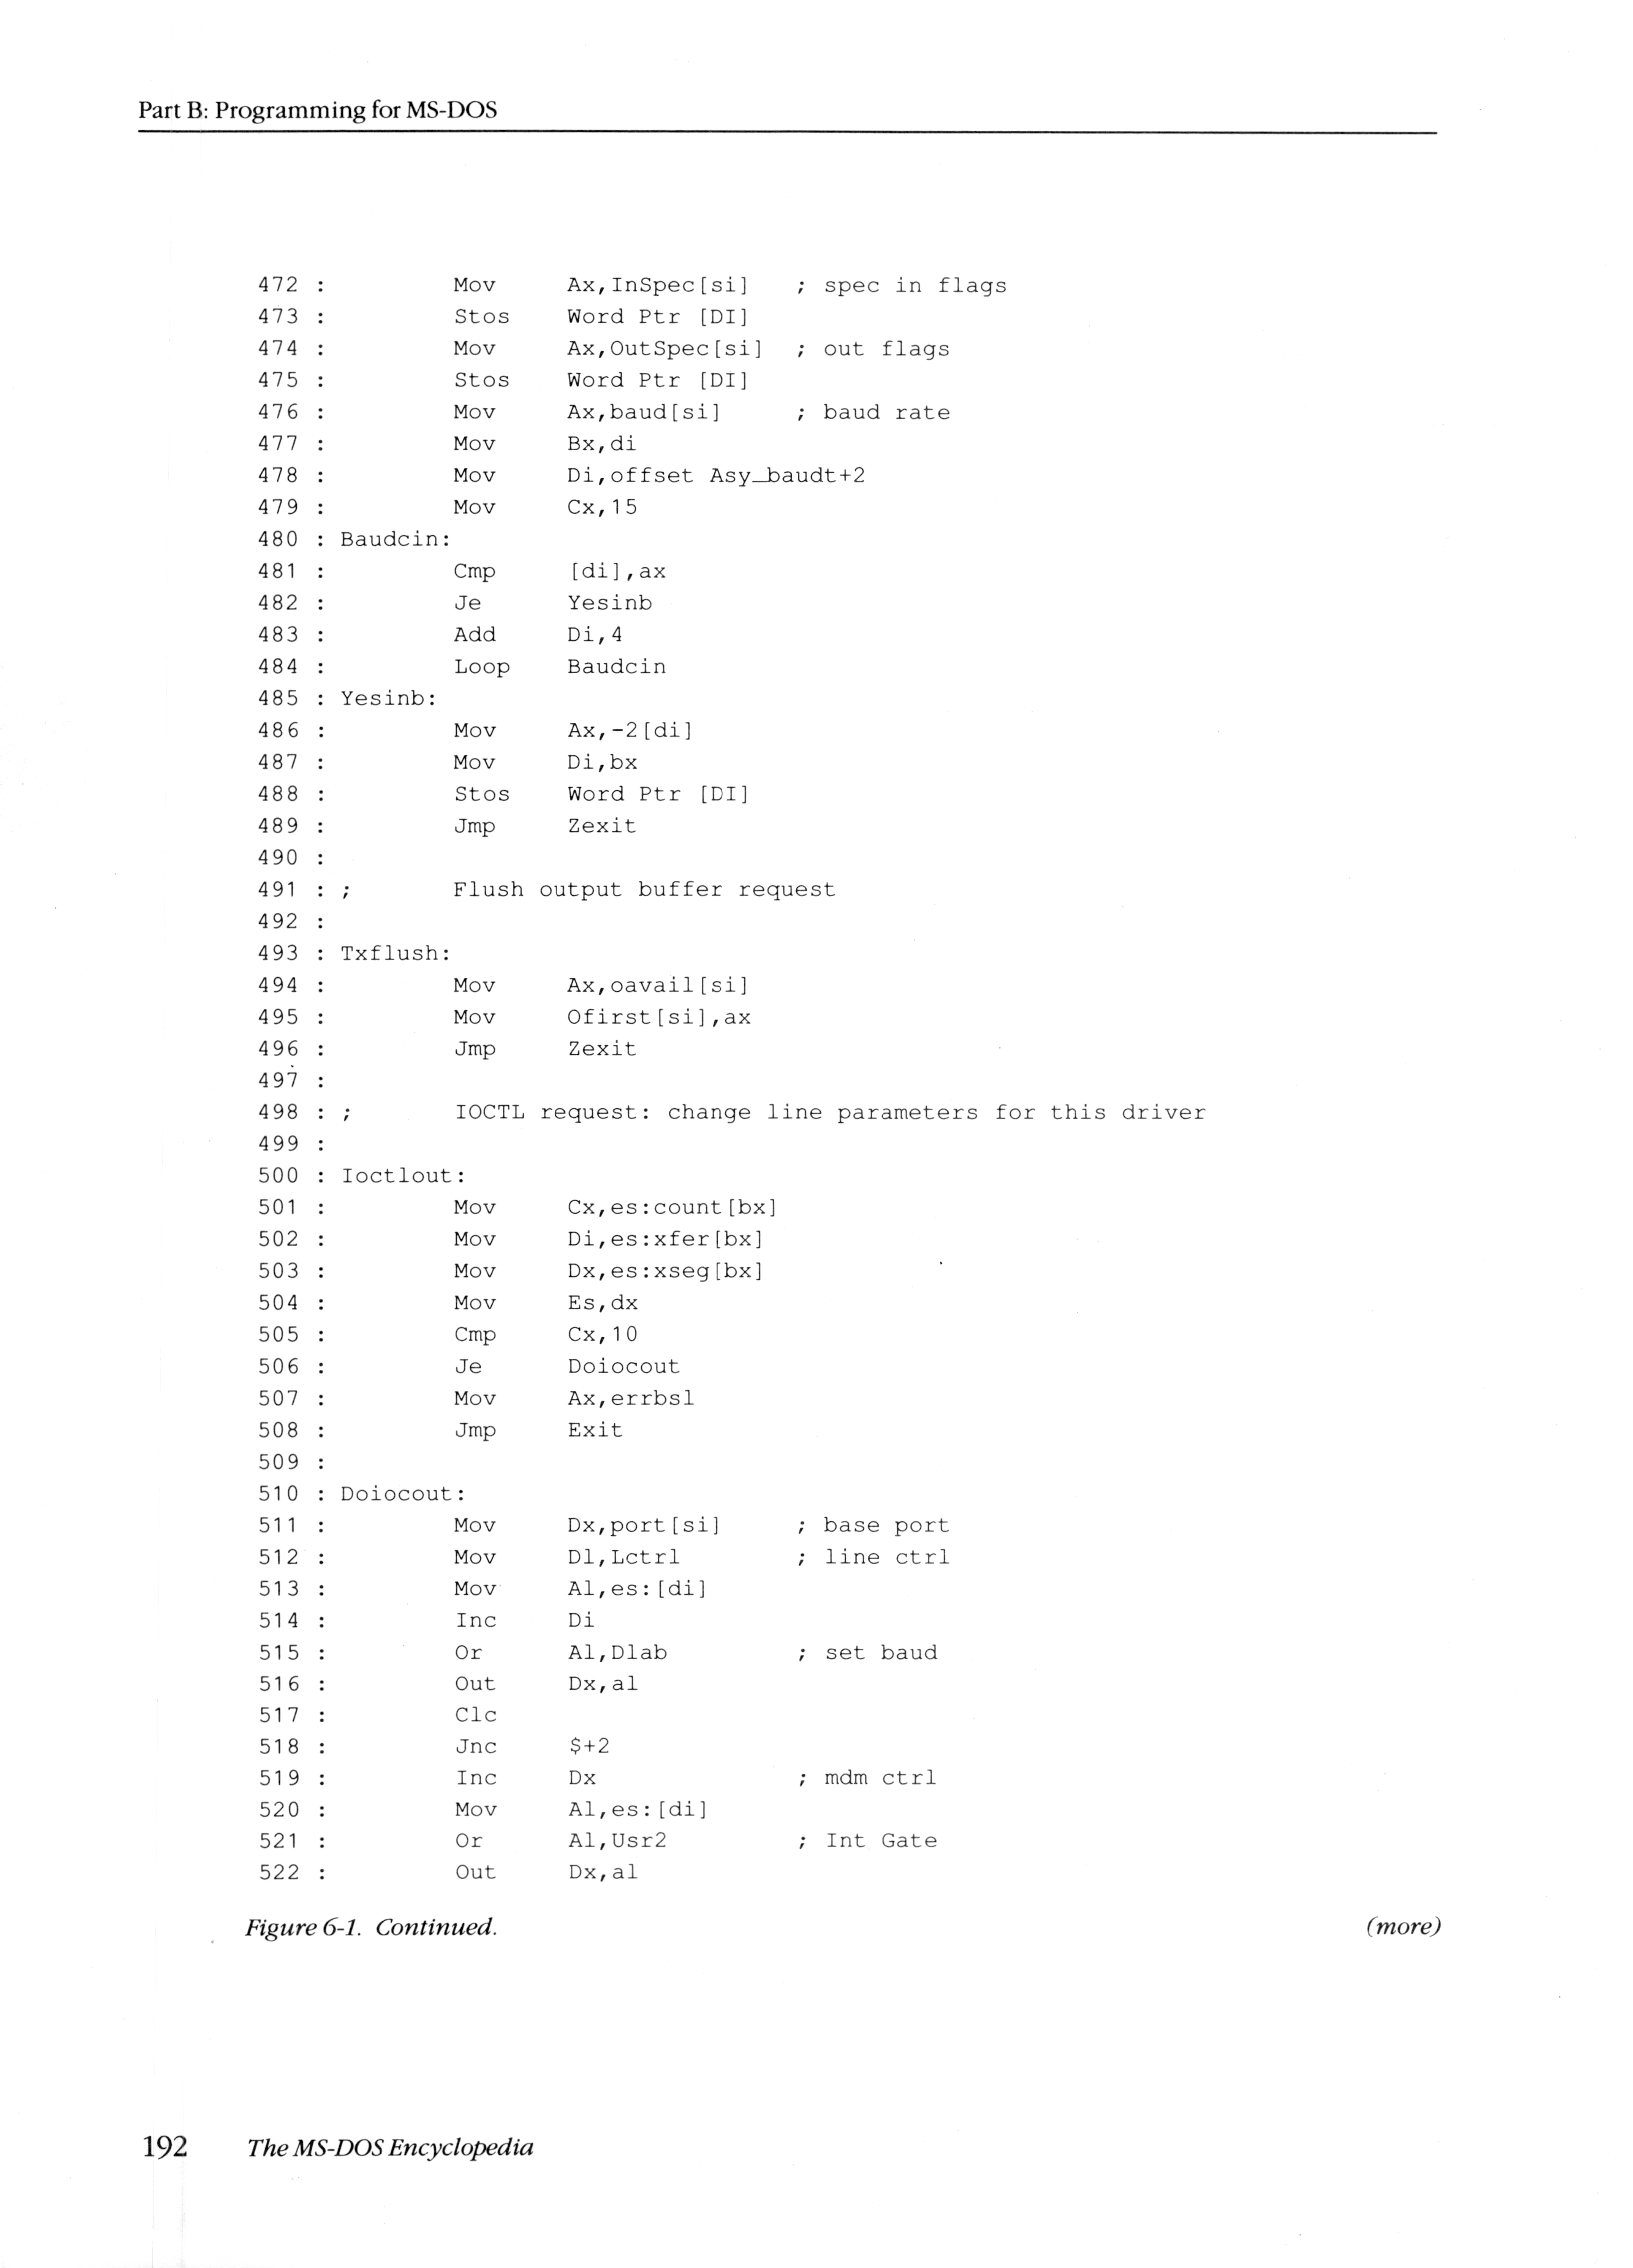 Part B: Programming for MS-DOS
472 : Mov Ax,InSpec[si] ; spec in flags
473 : Stos Word Ptr [DI]
474 : Mov Ax,OutSpec[si] ; out flags
475 : Stos Word Ptr [DI]
476 : Mov Ax,baud[si] ; baud rate
477 : Mov Bx,di
478 : Mov Di,offset Asy_baudt+2
479 : Mov Cx,15
480 : Baudcin:
481 : Cmp [di],ax
482 : Je Yesinb
483 : Add Di,4
484 : Loop Baudcin
485 : Yesinb:
486 : Mov Ax,-2[di]
487 : Mov Di,bx
488 : Stos Word Ptr [DI]
489 : Jmp Zexit
490 :
491 : ; Flush output buffer request
492 :
493 : Txflush:
494 : Mov Ax,oavail[si]
495 : Mov Ofirst[si],ax
496 : Jmp Zexit
497 :
498 : ; IOCTL request: change line parameters for this driver
499 :
500 : Ioctlout:
501 : Mov Cx,es:count[bx]
502 : Mov Di,es:xfer[bx]
503 : Mov Dx,es:xseg[bx]
504 : Mov Es,dx
505 : Cmp Cx,10
506 : Je Doiocout
507 : Mov Ax,errbsl
508 : Jmp Exit
509 :
510 : Doiocout:
511 : Mov Dx,port[si] ; base port
512 : Mov Dl,Lctrl ; line ctrl
513 : Mov Al,es:[di]
514 : Inc Di
515 : Or Al,Dlab ; set baud
516 : Out Dx,al
517 : Clc
518 : Jnc $+2
519 : Inc Dx ; mdm ctrl
520 : Mov Al,es:[di]
521 : Or Al,Usr2 ; Int Gate
522 : Out Dx,al
Figure 6-1. Continued. (more)
192 The MS-DOS Encyclopedia